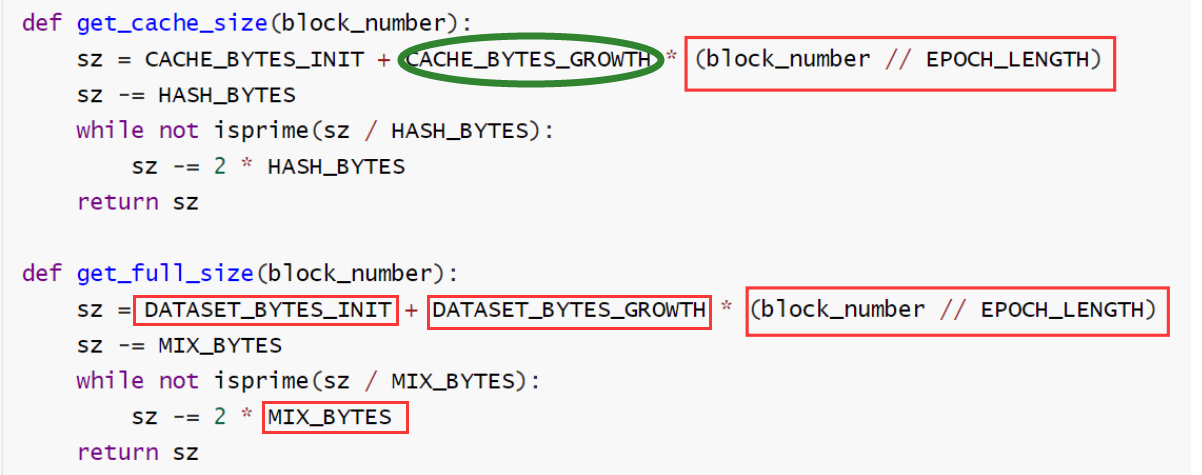 def get_cache_size(block_number):
    sz = CACHE_BYTES_INIT + CACHE_BYTES_GROWTH * (block_number // EPOCH_LENGTH)
    sz -= HASH_BYTES
    while not isprime(sz / HASH_BYTES):
        sz -= 2 * HASH_BYTES
    return sz

def get_full_size(block_number):
    sz = DATASET_BYTES_INIT + DATASET_BYTES_GROWTH * (block_number // EPOCH_LENGTH)
    sz -= MIX_BYTES
    while not isprime(sz / MIX_BYTES):
        sz -= 2 * MIX_BYTES
    return sz